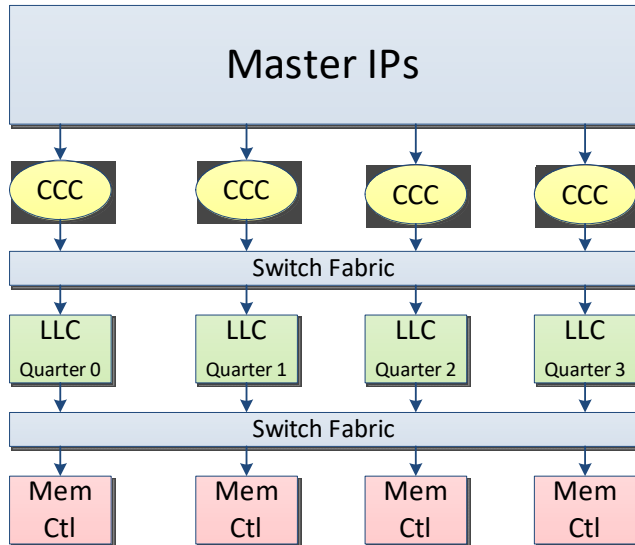 Master IPs
CCC CCC CCC CCC
Switch Fabric
LLC LLC LLC LLC
Quarter 0 Quarter 1 Quarter 2 Quarter 3
Switch Fabric
Mem Mem Mem Mem
Ctl Ctl Ctl Ctl